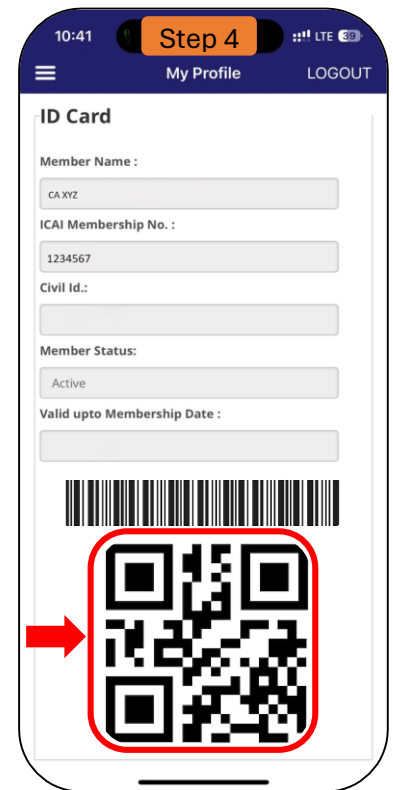 10:41 Step 4 LTE 39
My Profile LOGOUT
ID Card
Member Name :
CA XYZ
ICAI Membership No. :
1234567
Civil Id.:
Member Status:
Active
Valid upto Membership Date :